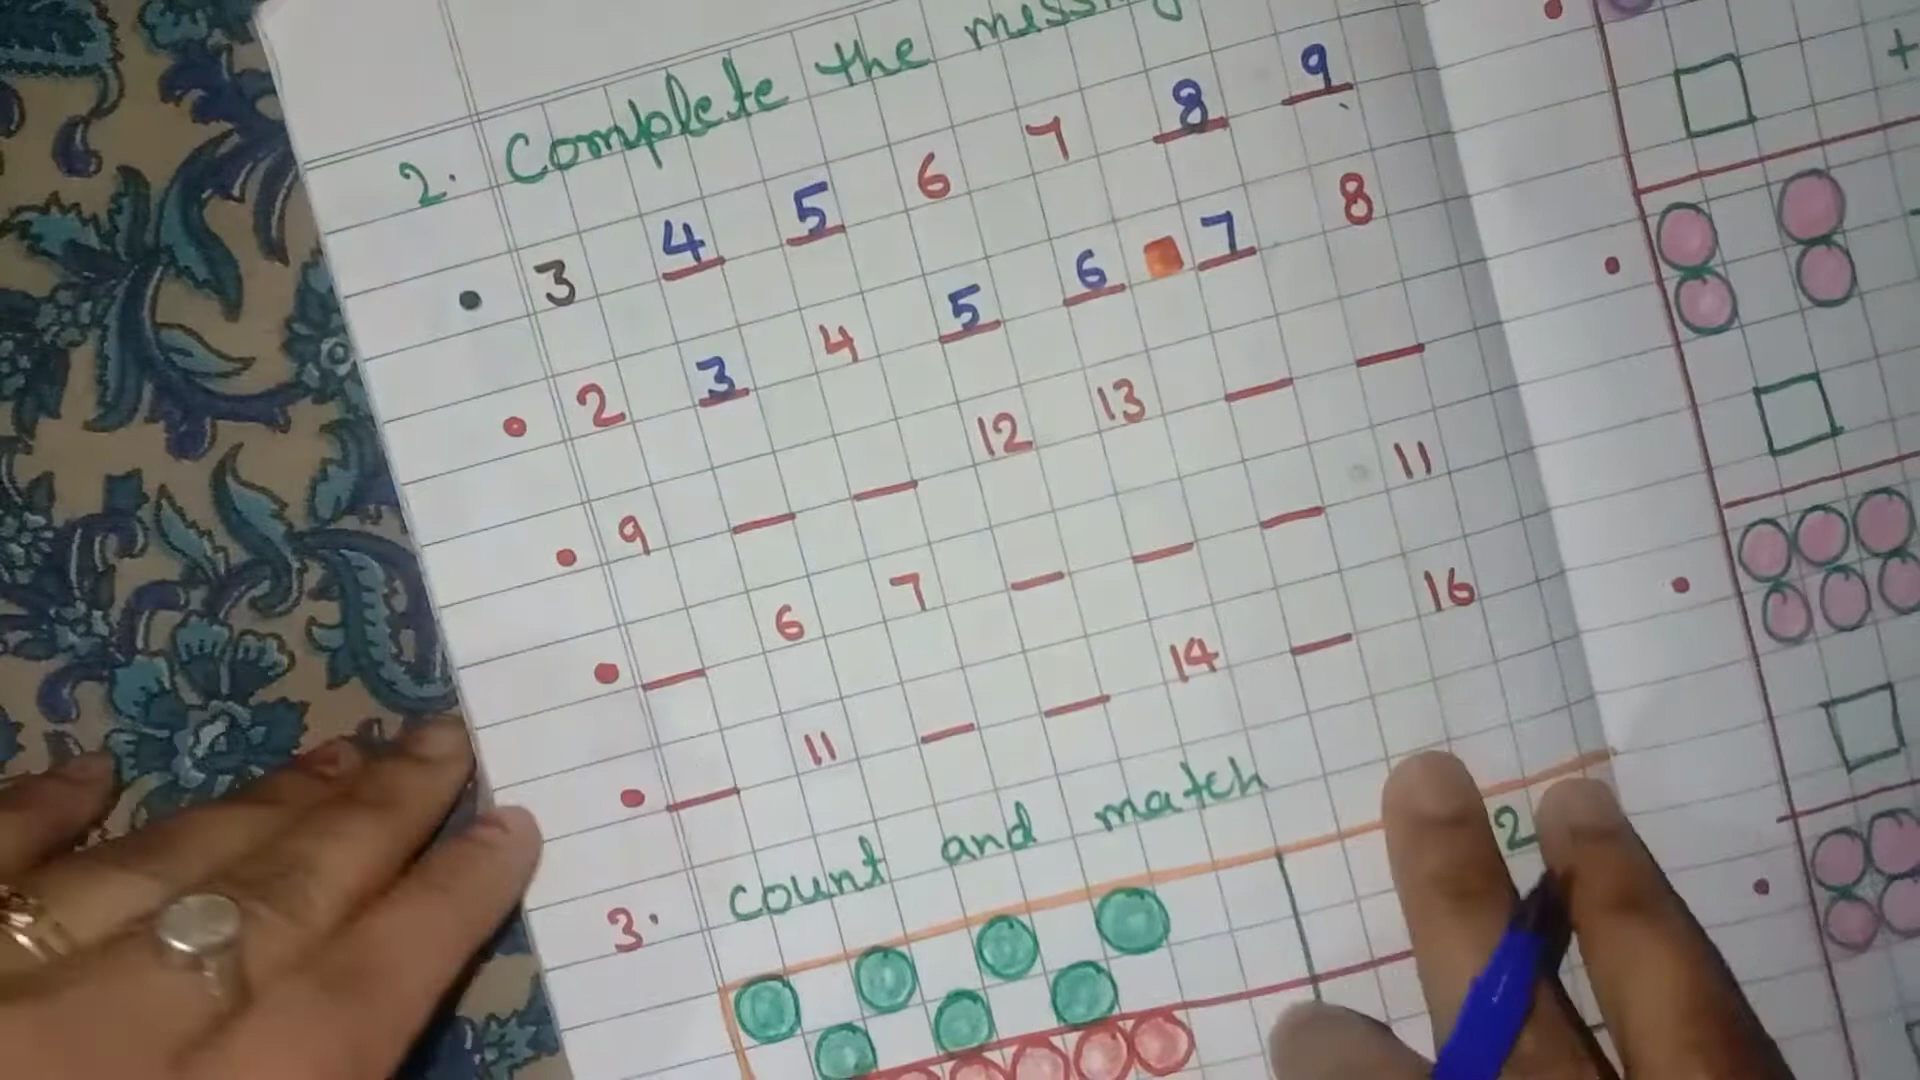 2. Complete the
3 4 5 6 7 8 9
2 3 4 5 6 7 8
9 _ _ 12 13 _ _
_ 6 7 _ _ _ 11
_ 11 _ _ 14 _ 16
3. count and match
2
+